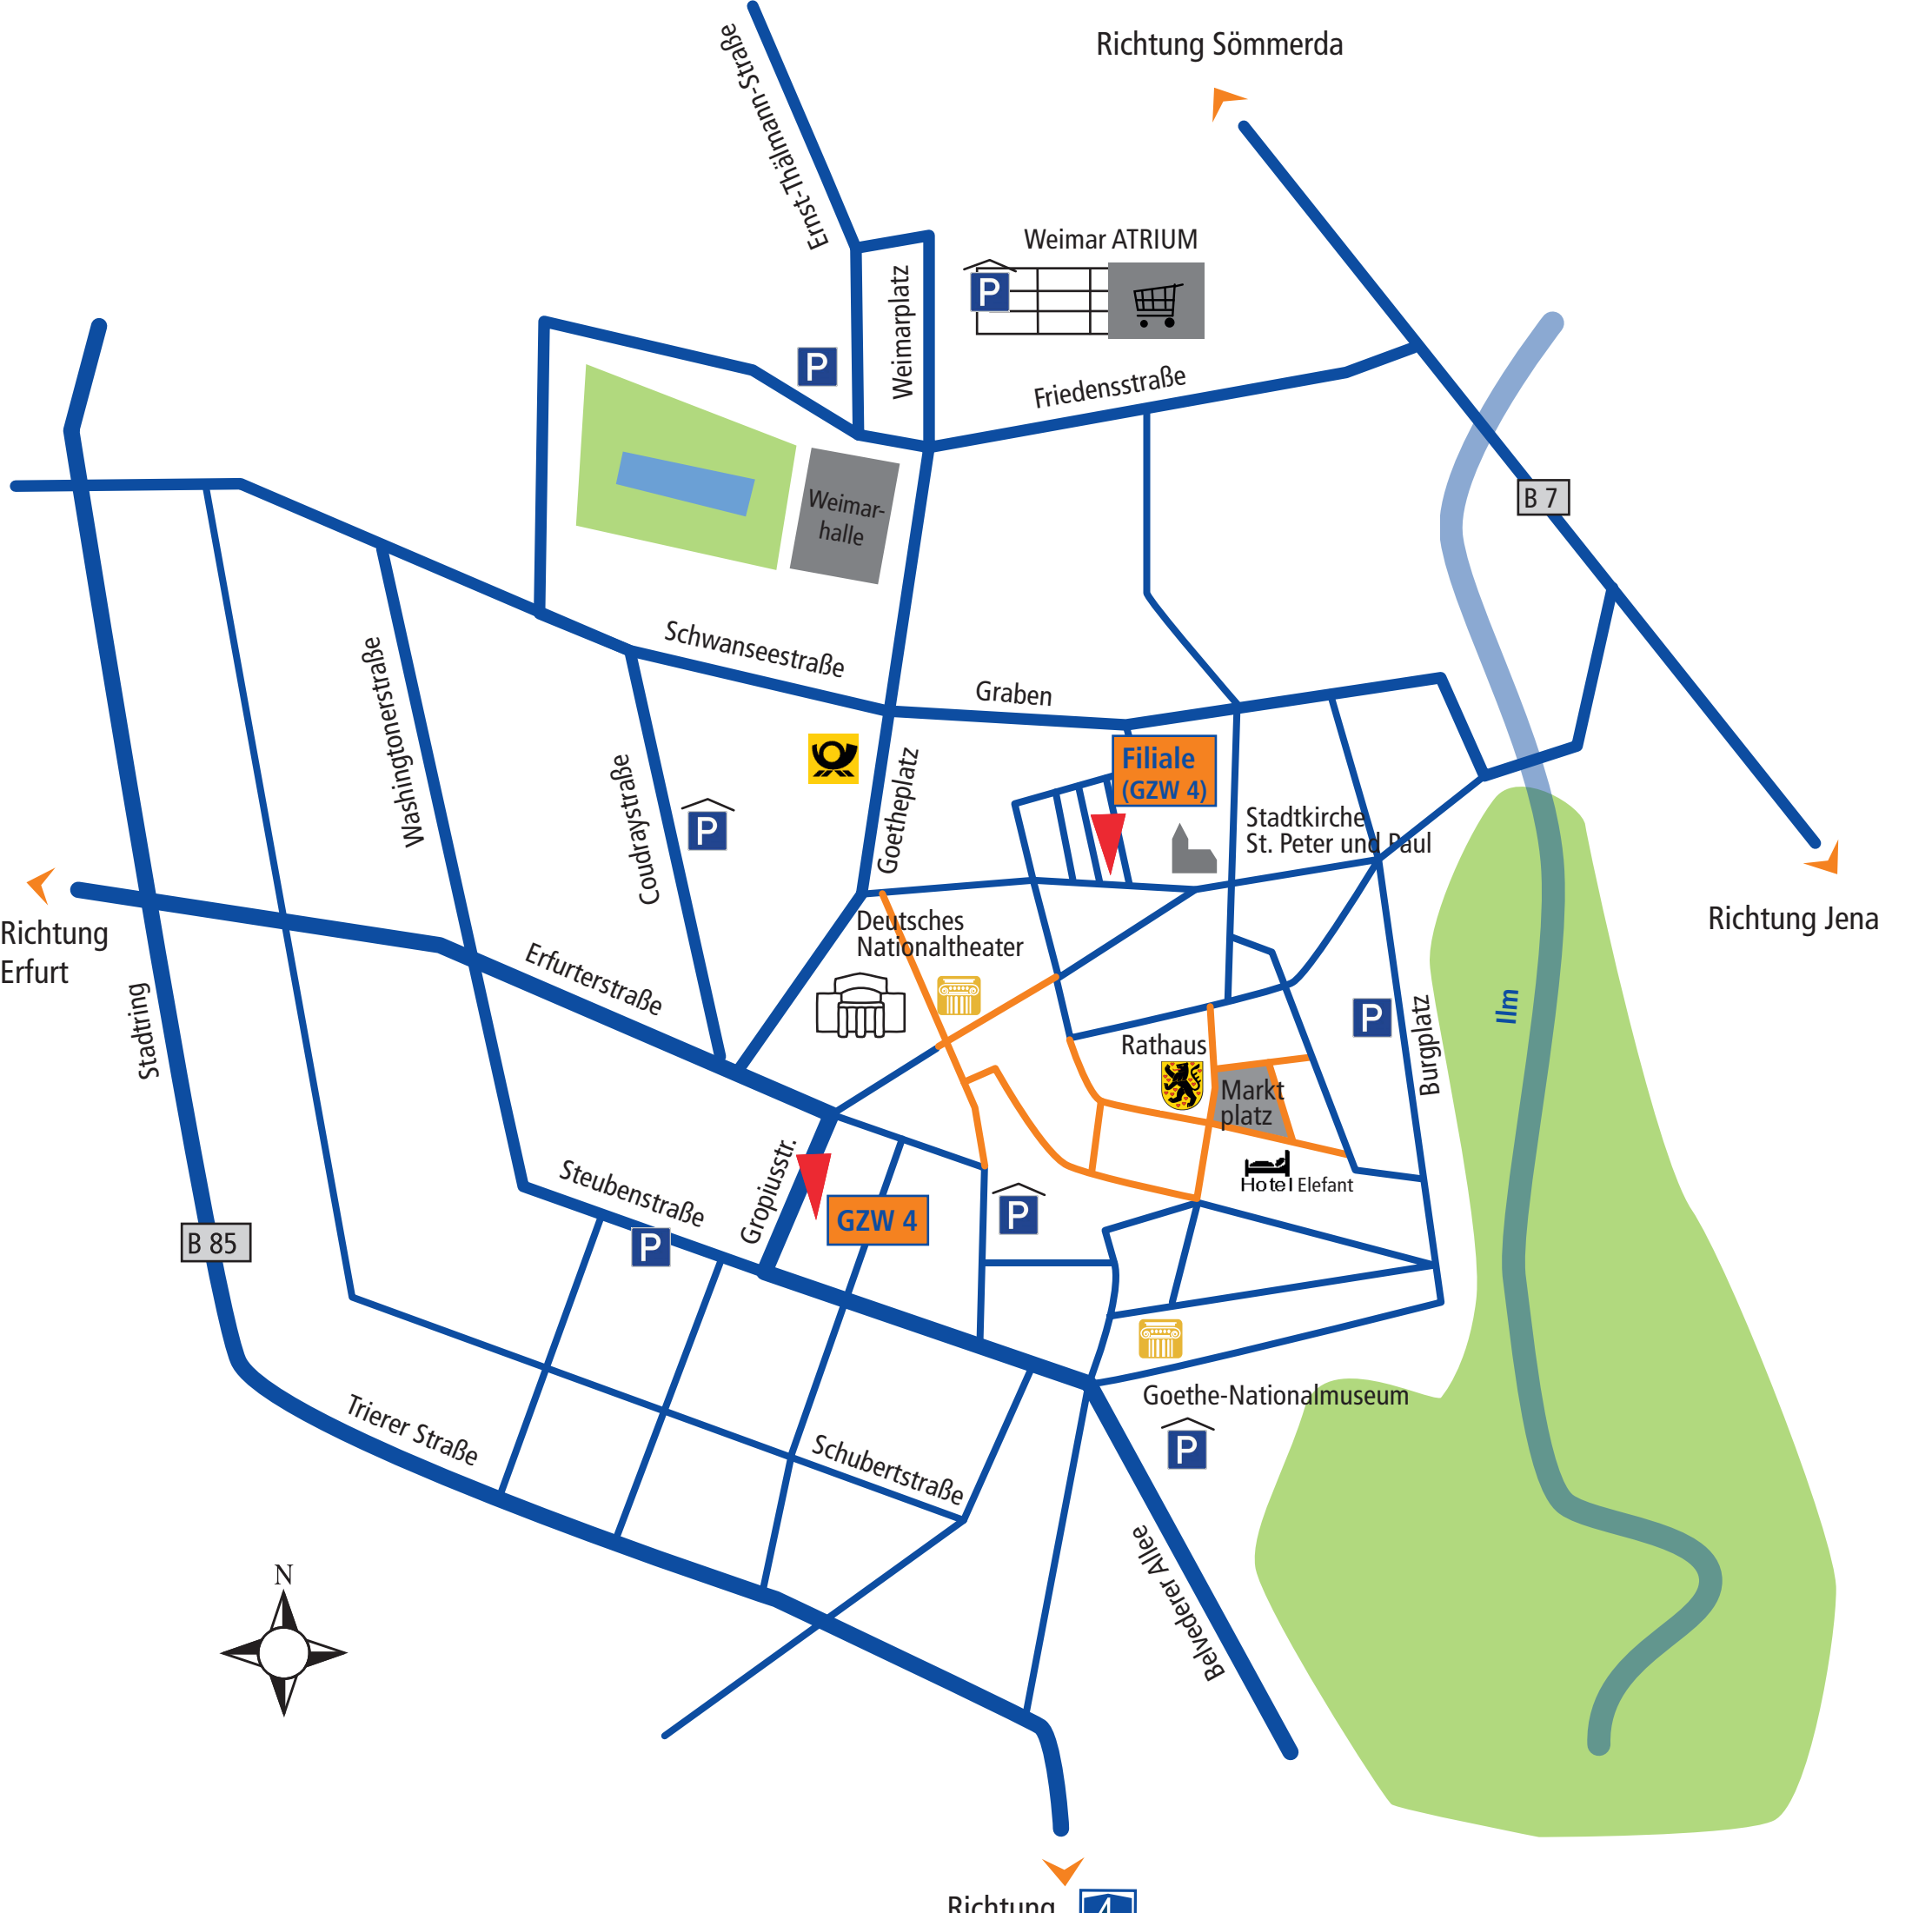 Richtung Sömmerda
Ernst-Thälmann-Straße
Weimar ATRIUM
P
Weimarplatz
P
Friedensstraße
Weimar-
halle
B 7
Schwanseestraße
Graben
Washingtonerstraße
Coudraystraße
P
Goetheplatz
Filiale
(GZW 4)
Stadtkirche
St. Peter und Paul
Richtung
Erfurt
Richtung Jena
Deutsches
Nationaltheater
Erfurterstraße
Stadtring
Ilm
P
Burgplatz
Rathaus
Markt
platz
Hotel Elefant
Steubenstraße
P
Gropiusstr.
GZW 4
P
B 85
Goethe-Nationalmuseum
P
Trierer Straße
Schubertstraße
Belvederer Allee
N
Richtung 4